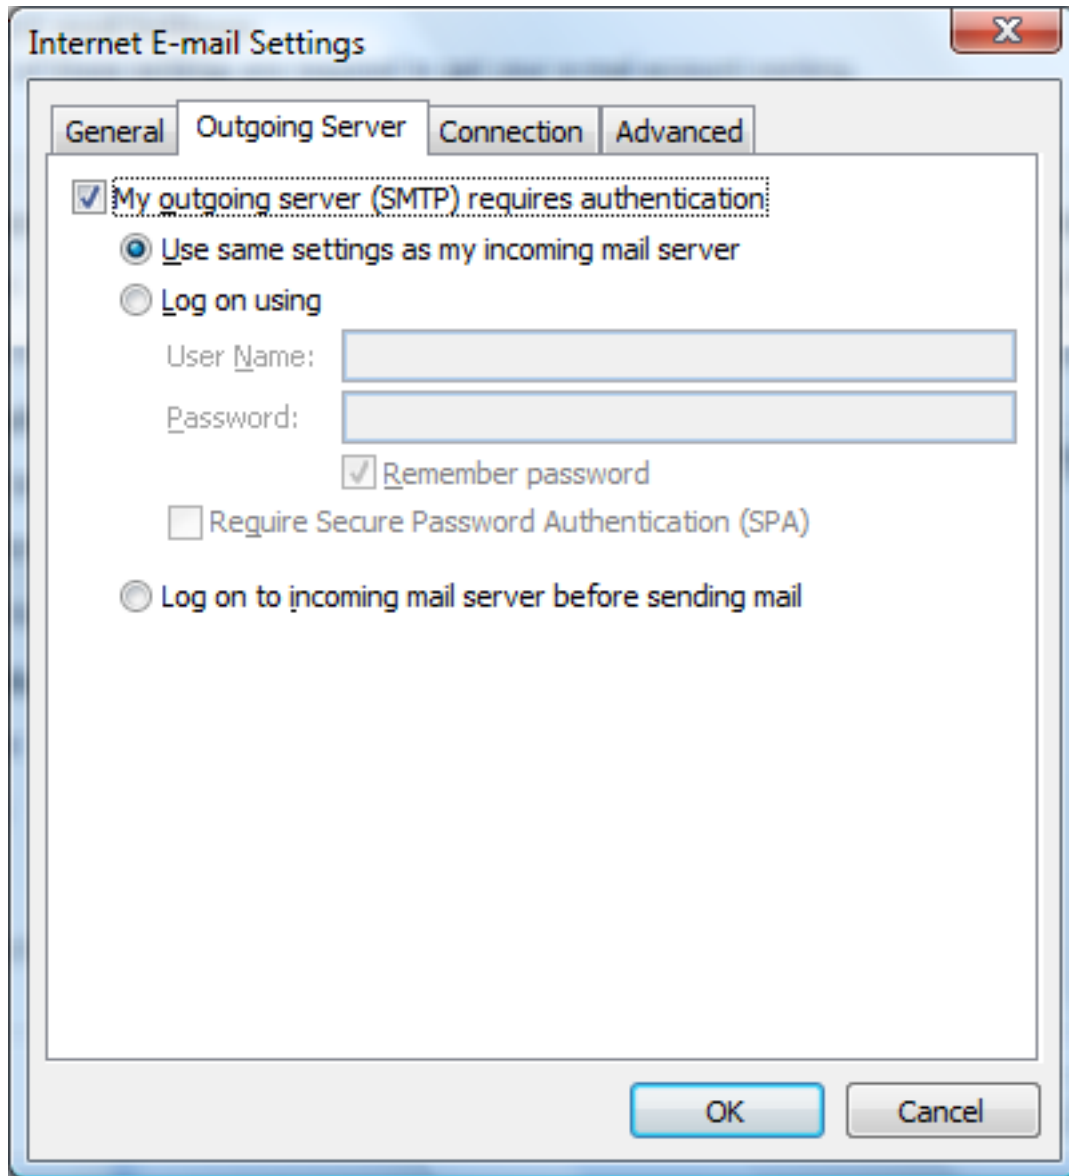 Internet E-mail Settings
General Outgoing Server Connection Advanced
My outgoing server (SMTP) requires authentication
Use same settings as my incoming mail server
Log on using
User Name:
Password:
Remember password
Require Secure Password Authentication (SPA)
Log on to incoming mail server before sending mail
OK Cancel